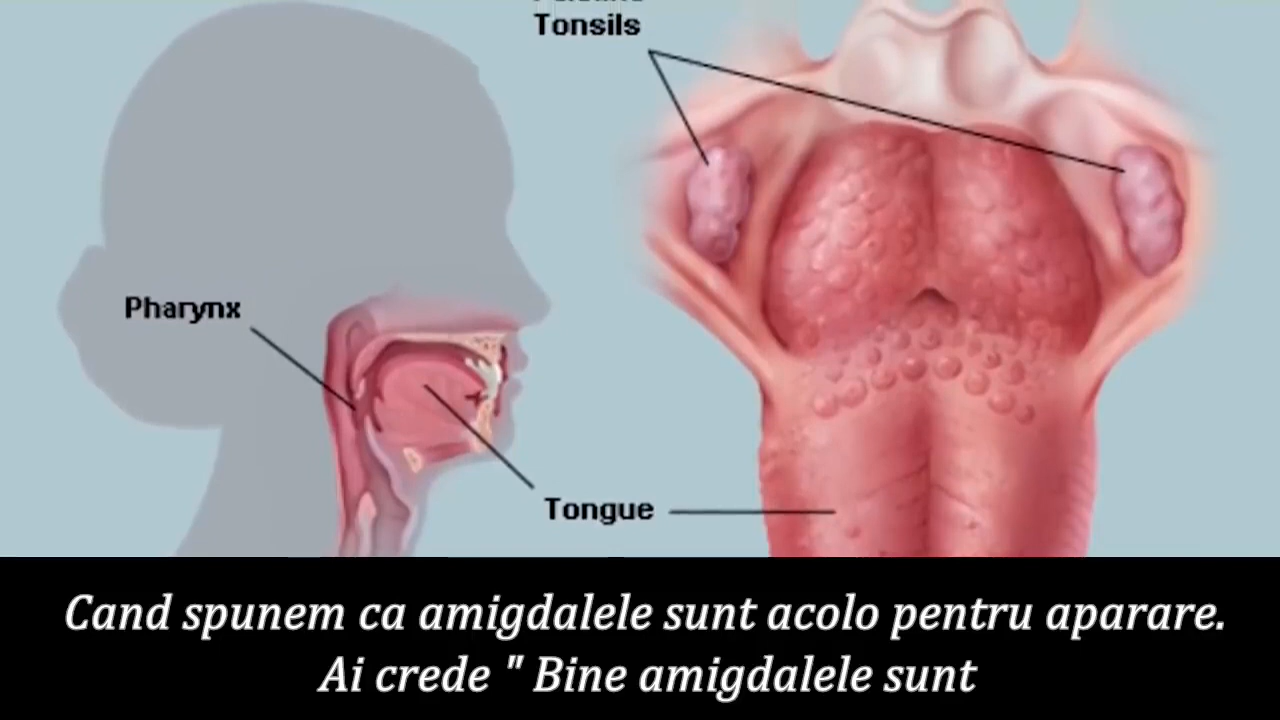 Tonsils
Pharynx
Tongue
Cand spunem ca amigdalele sunt acolo pentru aparare.
Ai crede " Bine amigdalele sunt